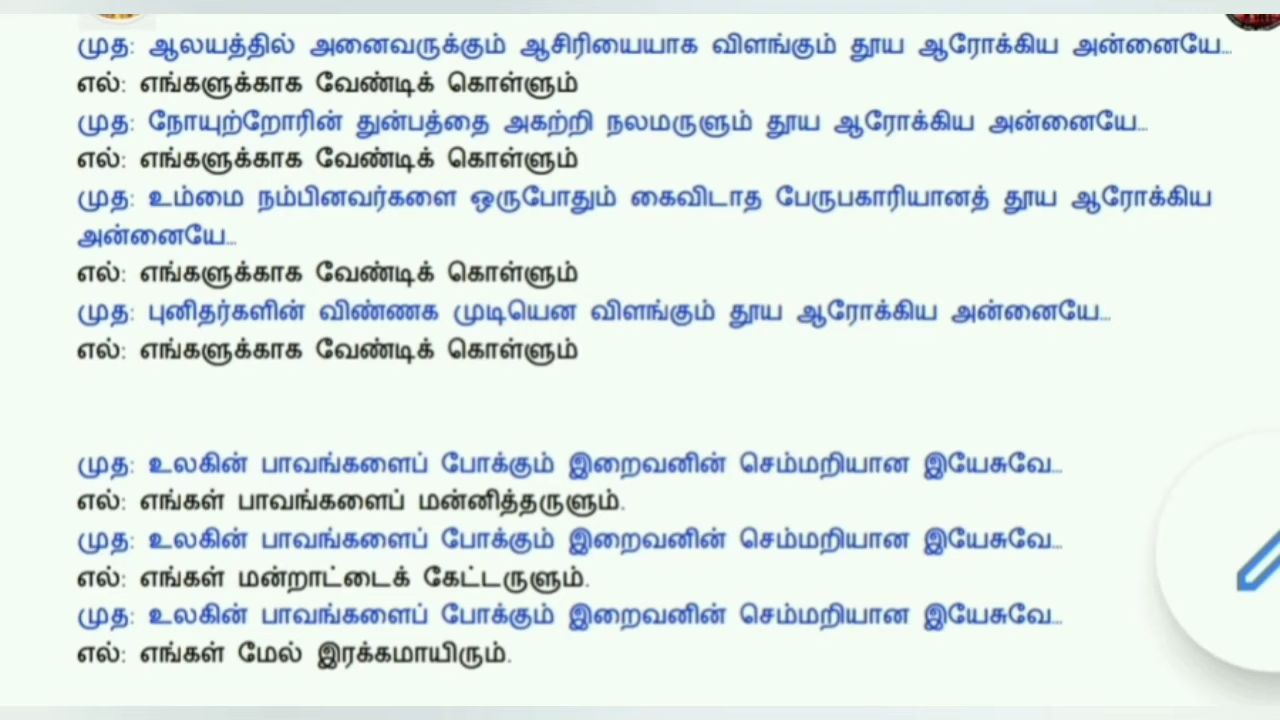 முத: ஆலயத்தில் அனைவருக்கும் ஆசிரியையாக விளங்கும் தூய ஆரோக்கிய அன்னையே...
எல்: எங்களுக்காக வேண்டிக் கொள்ளும்
முத: நோயுற்றோரின் துன்பத்தை அகற்றி நலமருளும் தூய ஆரோக்கிய அன்னையே...
எல்: எங்களுக்காக வேண்டிக் கொள்ளும்
முத: உம்மை நம்பினவர்களை ஒருபோதும் கைவிடாத பேருபகாரியானத் தூய ஆரோக்கிய
அன்னையே...
எல்: எங்களுக்காக வேண்டிக் கொள்ளும்
முத: புனிதர்களின் விண்ணக முடியென விளங்கும் தூய ஆரோக்கிய அன்னையே...
எல்: எங்களுக்காக வேண்டிக் கொள்ளும்
முத: உலகின் பாவங்களைப் போக்கும் இறைவனின் செம்மறியான இயேசுவே...
எல்: எங்கள் பாவங்களைப் மன்னித்தருளும்.
முத: உலகின் பாவங்களைப் போக்கும் இறைவனின் செம்மறியான இயேசுவே...
எல்: எங்கள் மன்றாட்டைக் கேட்டருளும்.
முத: உலகின் பாவங்களைப் போக்கும் இறைவனின் செம்மறியான இயேசுவே...
எல்: எங்கள் மேல் இரக்கமாயிரும்.